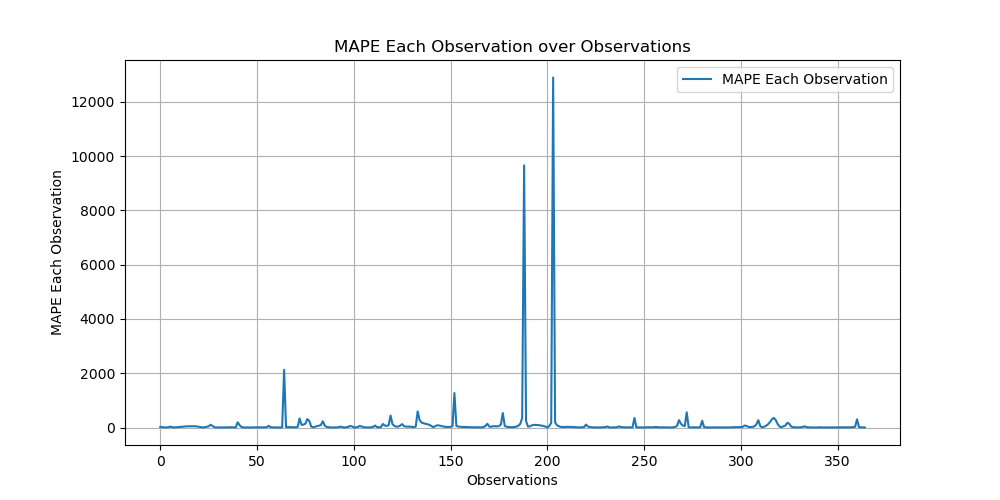 MAPE Each Observation over Observations
MAPE Each Observation
12000
10000
8000
6000
4000
2000
0
MAPE Each Observation
0 50 100 150 200 250 300 350
Observations